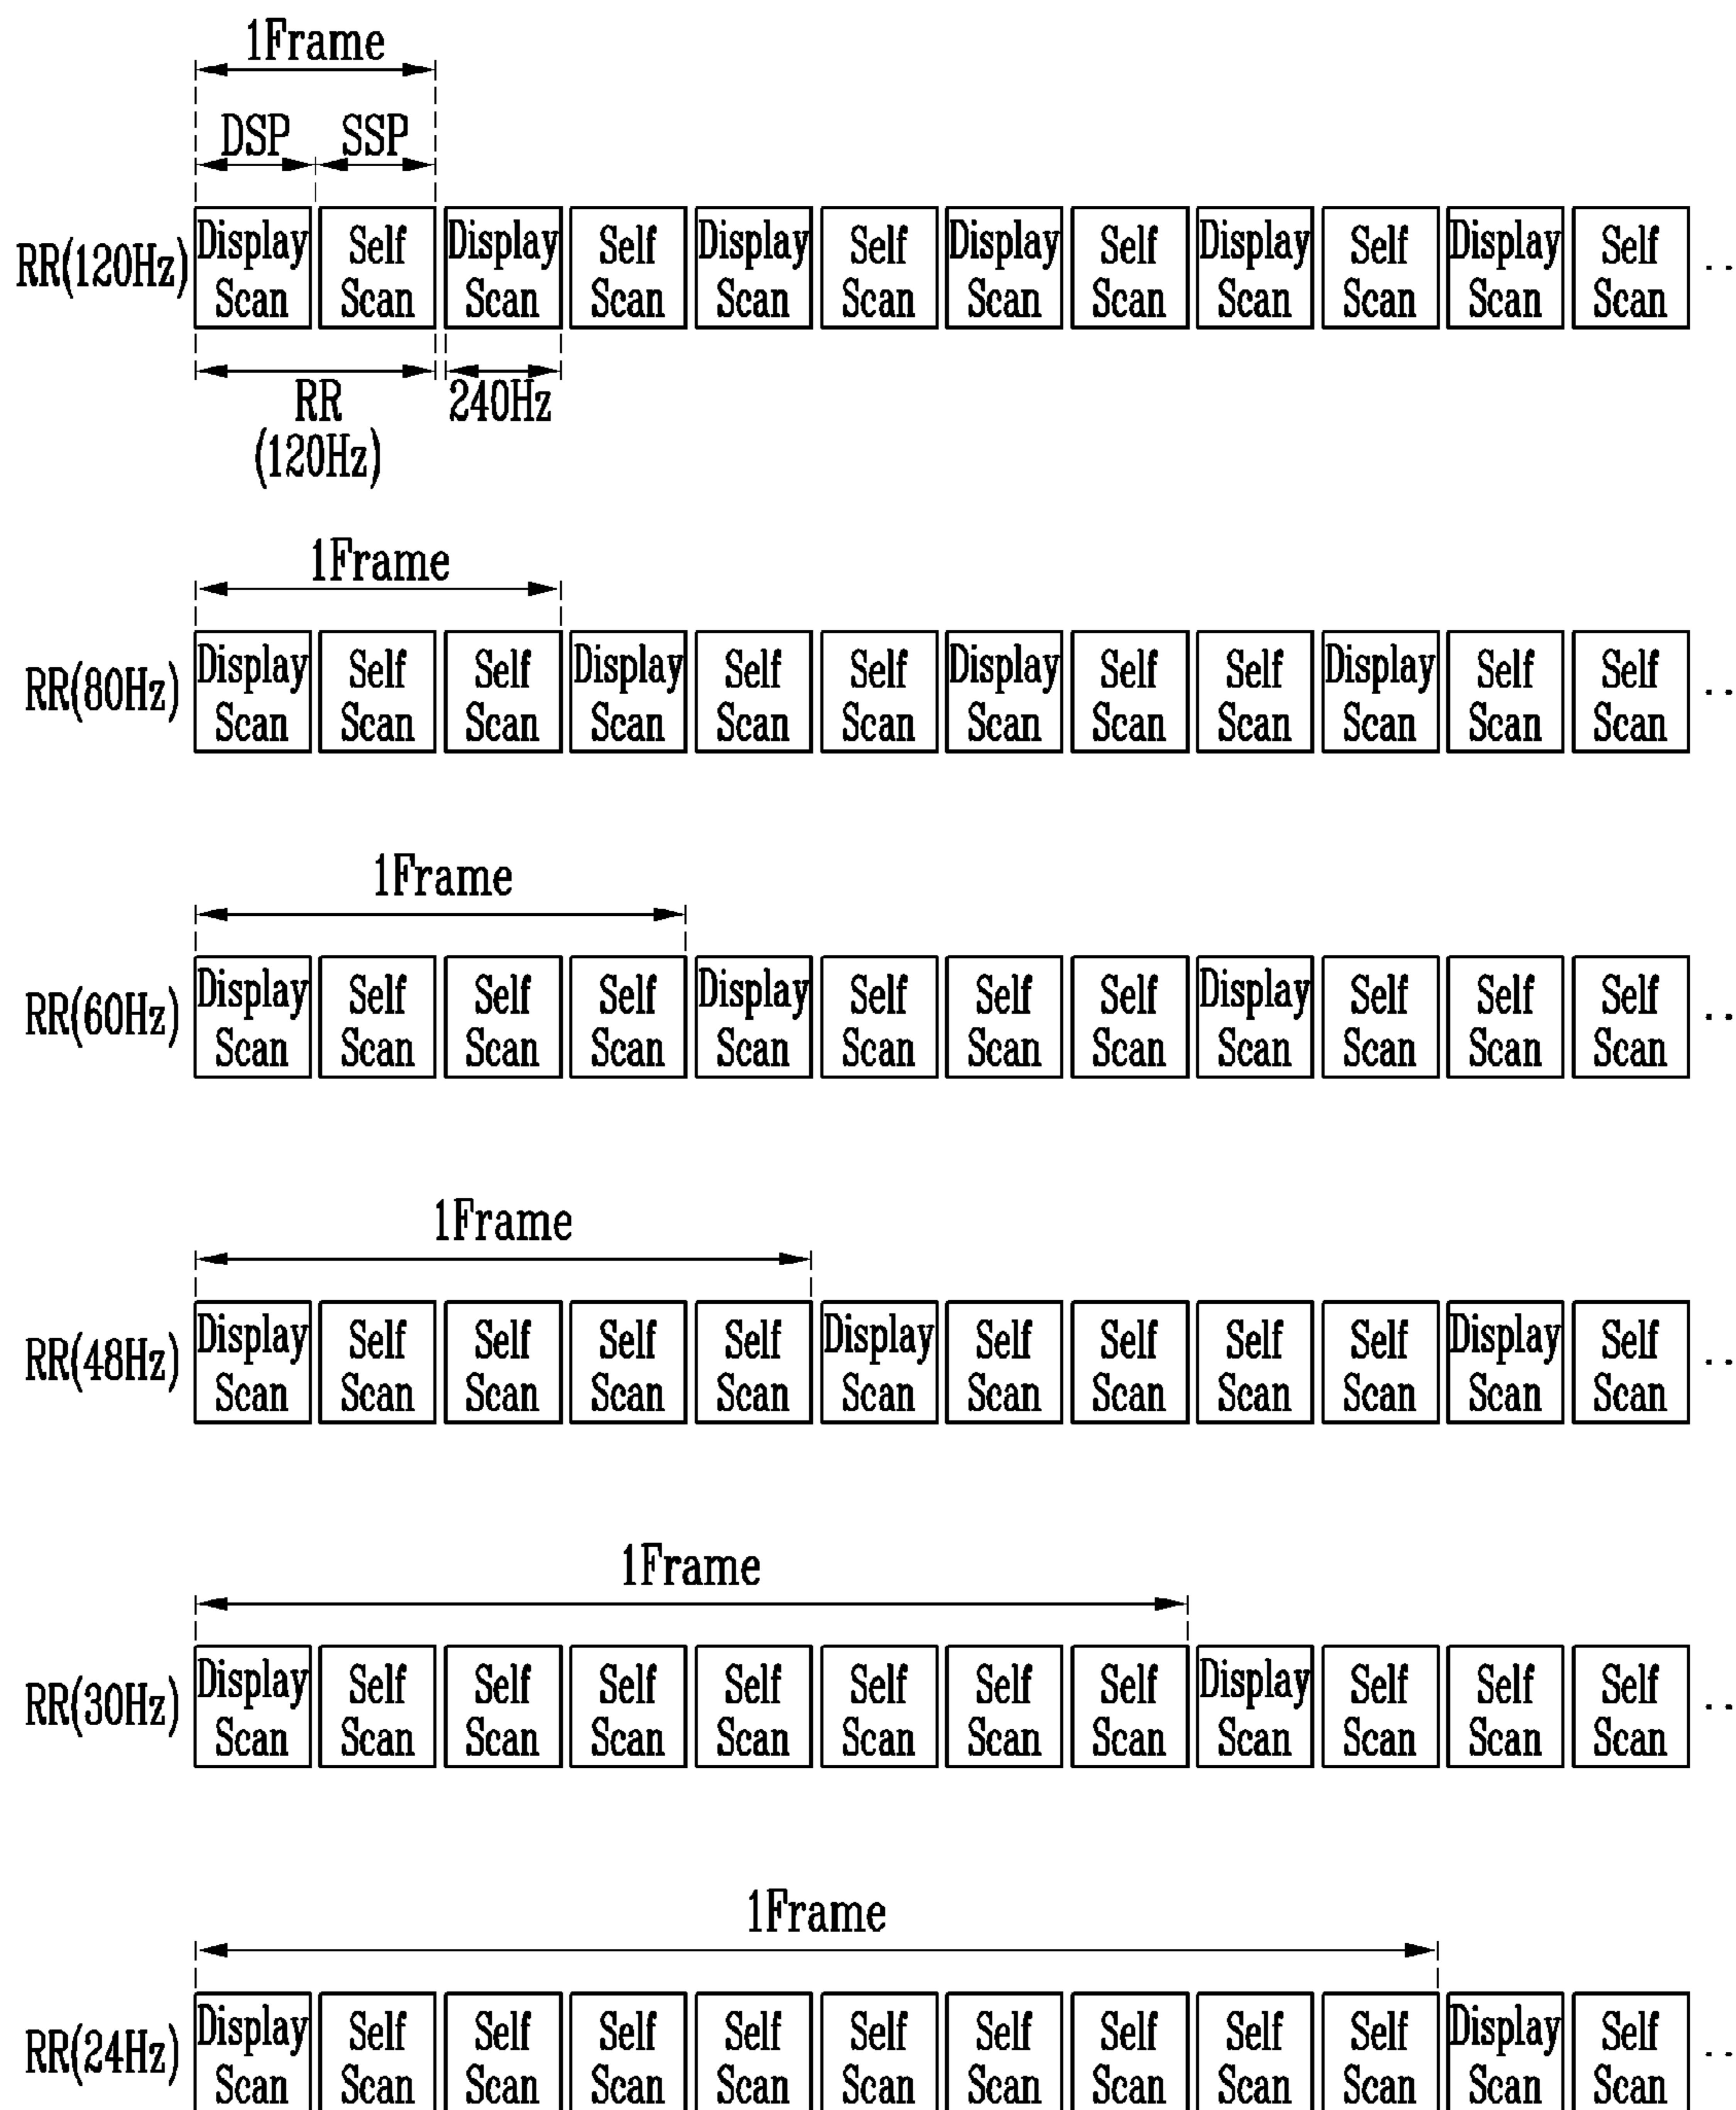 1Frame
DSP SSP
RR(120Hz) Display Self Display Self Display Self Display Self Display Self Display Self ..
Scan Scan Scan Scan Scan Scan Scan Scan Scan Scan Scan Scan
RR 240Hz
(120Hz)
1Frame
RR(80Hz) Display Self Self Display Self Self Display Self Self Display Self Self ..
Scan Scan Scan Scan Scan Scan Scan Scan Scan Scan Scan Scan
1Frame
RR(60Hz) Display Self Self Self Display Self Self Self Display Self Self Self ..
Scan Scan Scan Scan Scan Scan Scan Scan Scan Scan Scan Scan
1Frame
RR(48Hz) Display Self Self Self Self Display Self Self Self Self Display Self ..
Scan Scan Scan Scan Scan Scan Scan Scan Scan Scan Scan Scan
1Frame
RR(30Hz) Display Self Self Self Self Self Self Self Display Self Self Self ..
Scan Scan Scan Scan Scan Scan Scan Scan Scan Scan Scan Scan
1Frame
RR(24Hz) Display Self Self Self Self Self Self Self Self Self Display Self ..
Scan Scan Scan Scan Scan Scan Scan Scan Scan Scan Scan Scan